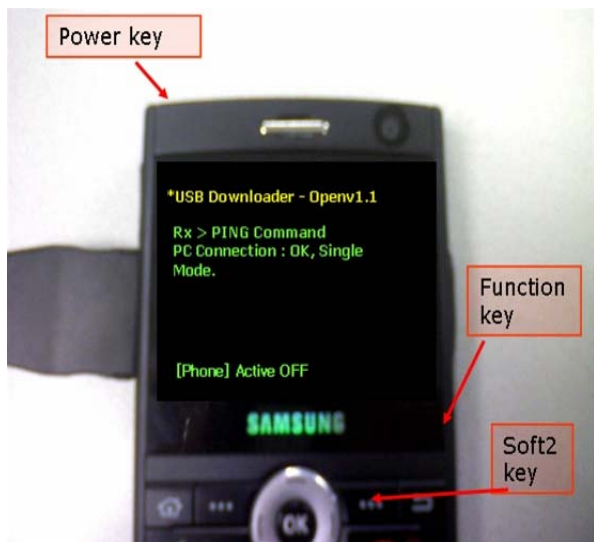 Power key
*USB Downloader - Openv1.1
Rx > PING Command
PC Connection : OK, Single
Mode.
Function
key
[Phone] Active OFF
SAMSUNG
Soft2
key
OK